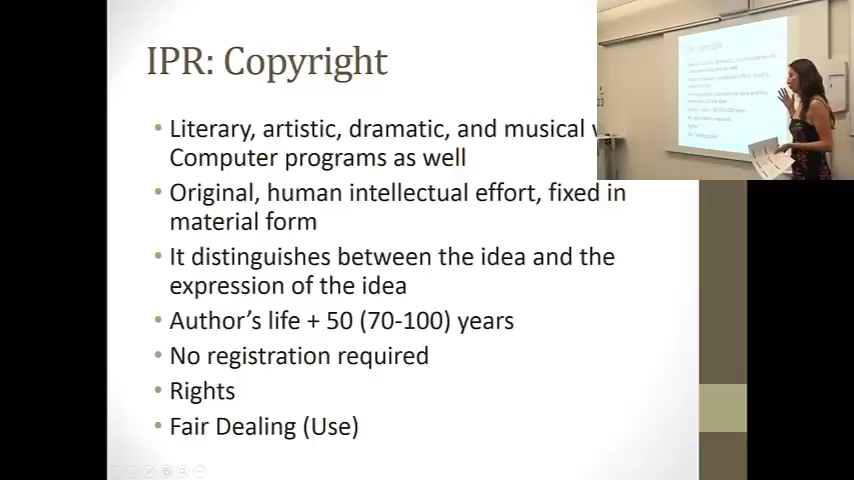 IPR: Copyright
• Literary, artistic, dramatic, and musical
Computer programs as well
• Original, human intellectual effort, fixed in
material form
• It distinguishes between the idea and the
expression of the idea
• Author's life + 50 (70-100) years
• No registration required
• Rights
• Fair Dealing (Use)